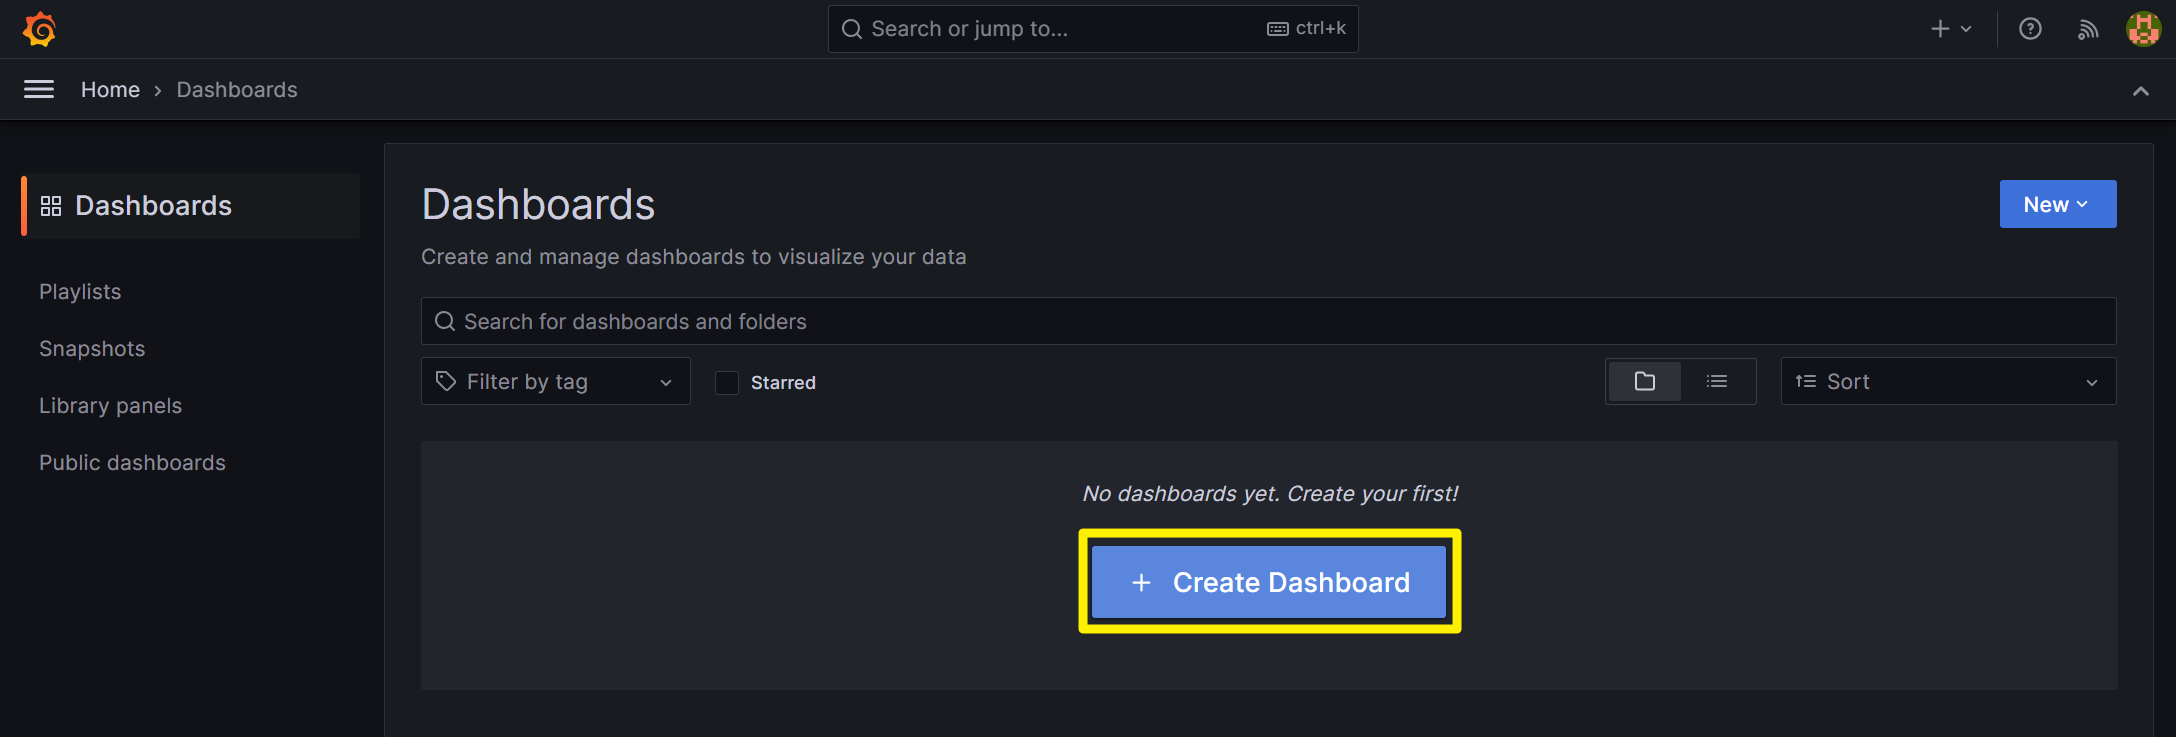 Search or jump to...
ctrl+k
Home
Dashboards
Dashboards
Playlists
Snapshots
Library panels
Public dashboards
Dashboards
New
Create and manage dashboards to visualize your data
Search for dashboards and folders
Filter by tag
Starred
Sort
No dashboards yet. Create your first!
+ Create Dashboard